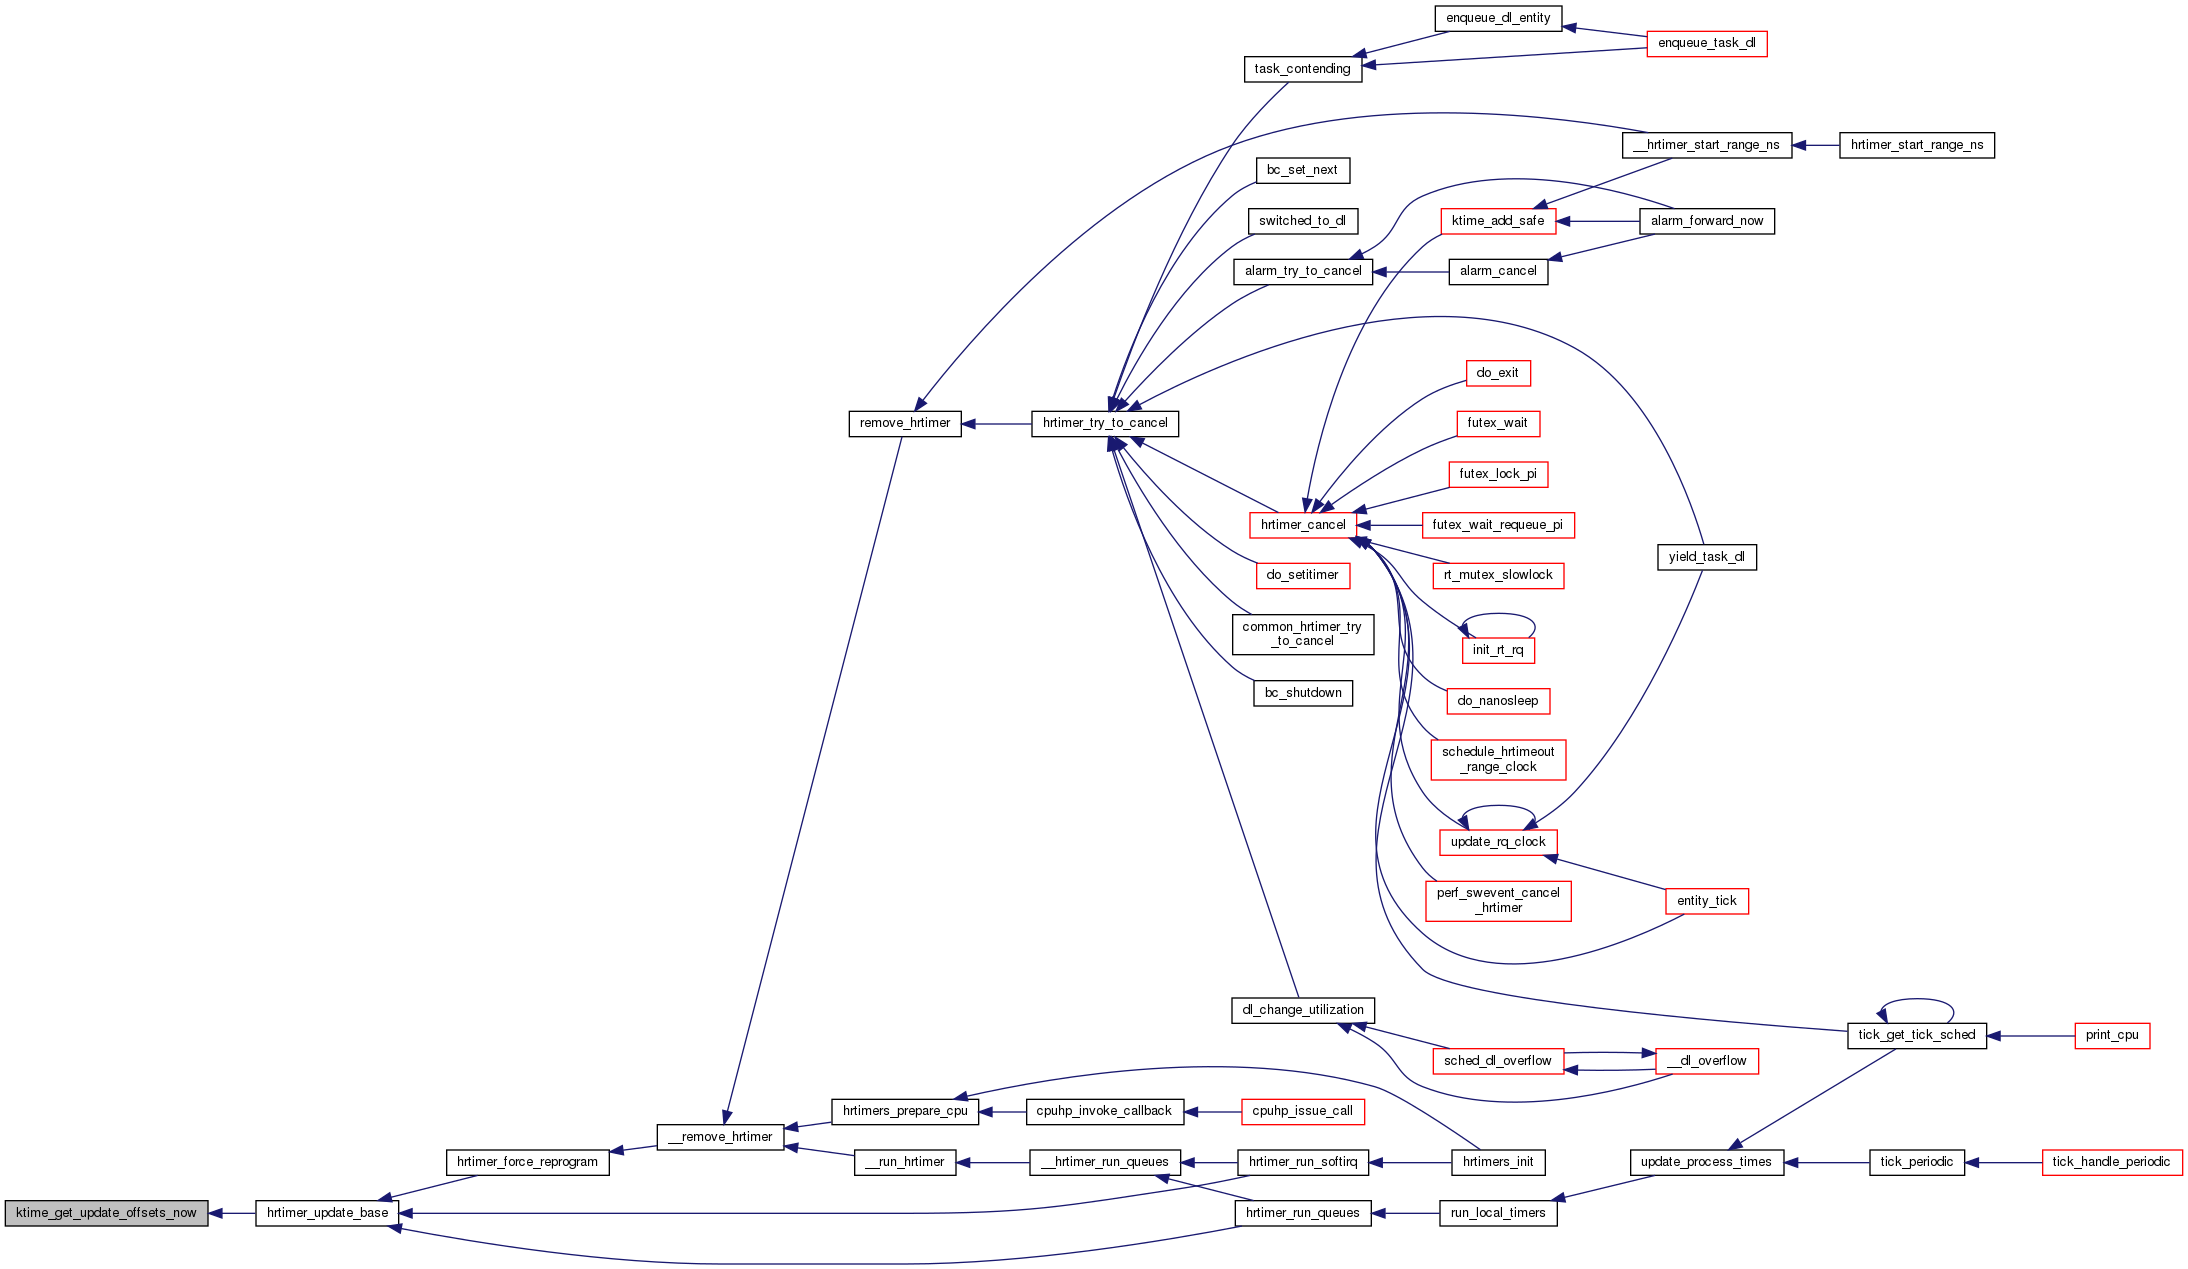 enqueue_dl_entity
enqueue_task_dl
task_contending
__hrtimer_start_range_ns
hrtimer_start_range_ns
bc_set_next
switched_to_dl
ktime_add_safe
alarm_forward_now
alarm_try_to_cancel
alarm_cancel
do_exit
remove_hrtimer
hrtimer_try_to_cancel
futex_wait
futex_lock_pi
hrtimer_cancel
futex_wait_requeue_pi
yield_task_dl
do_setitimer
rt_mutex_slowlock
common_hrtimer_try
_to_cancel
init_rt_rq
bc_shutdown
do_nanosleep
schedule_hrtimeout
_range_clock
update_rq_clock
perf_swevent_cancel
_hrtimer
entity_tick
dl_change_utilization
tick_get_tick_sched
print_cpu
sched_dl_overflow
__dl_overflow
hrtimers_prepare_cpu
cpuhp_invoke_callback
cpuhp_issue_call
__remove_hrtimer
hrtimer_force_reprogram
__run_hrtimer
__hrtimer_run_queues
hrtimer_run_softirq
hrtimers_init
update_process_times
tick_periodic
tick_handle_periodic
ktime_get_update_offsets_now
hrtimer_update_base
hrtimer_run_queues
run_local_timers